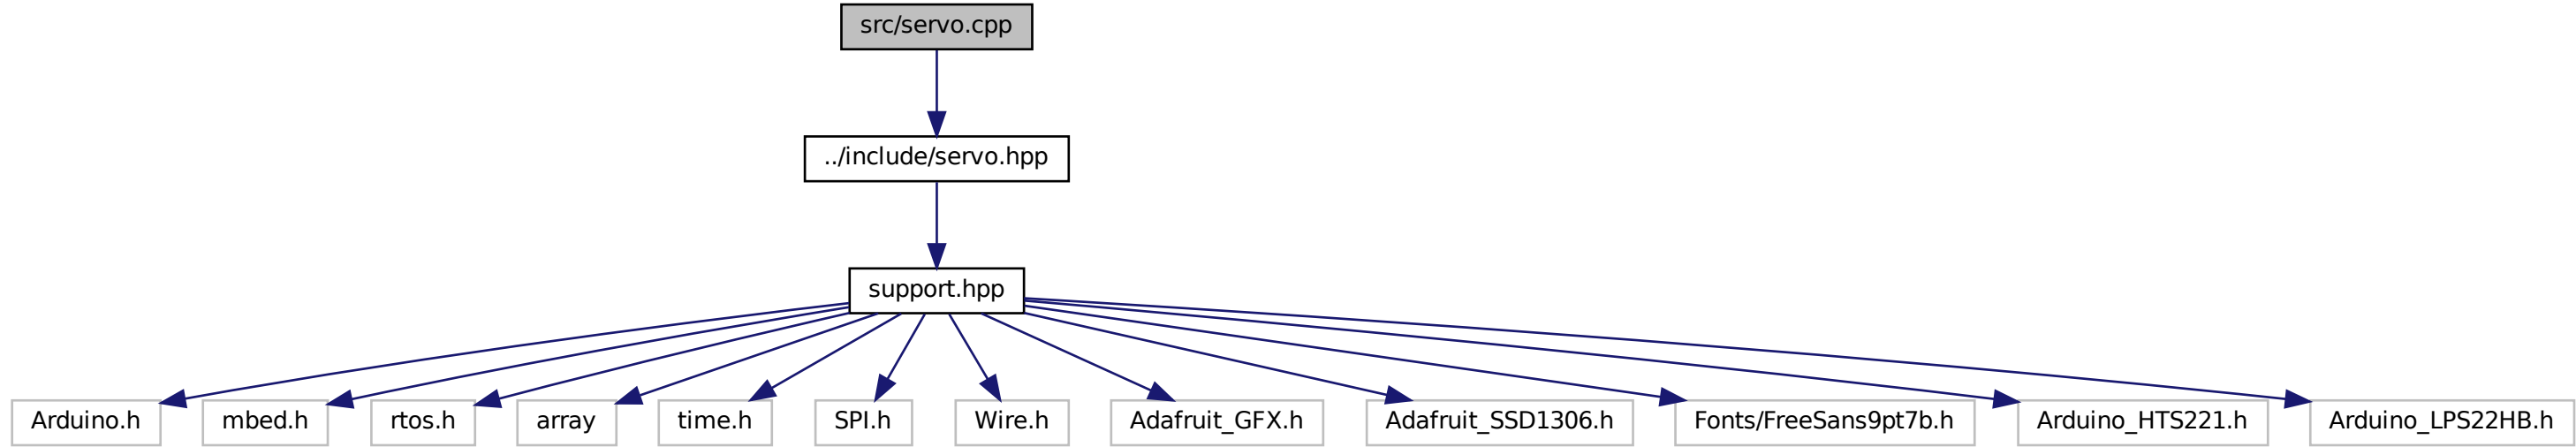 src/servo.cpp
../include/servo.hpp
support.hpp
Arduino.h
mbed.h
rtos.h
array
time.h
SPI.h
Wire.h
Adafruit_GFX.h
Adafruit_SSD1306.h
Fonts/FreeSans9pt7b.h
Arduino_HTS221.h
Arduino_LPS22HB.h